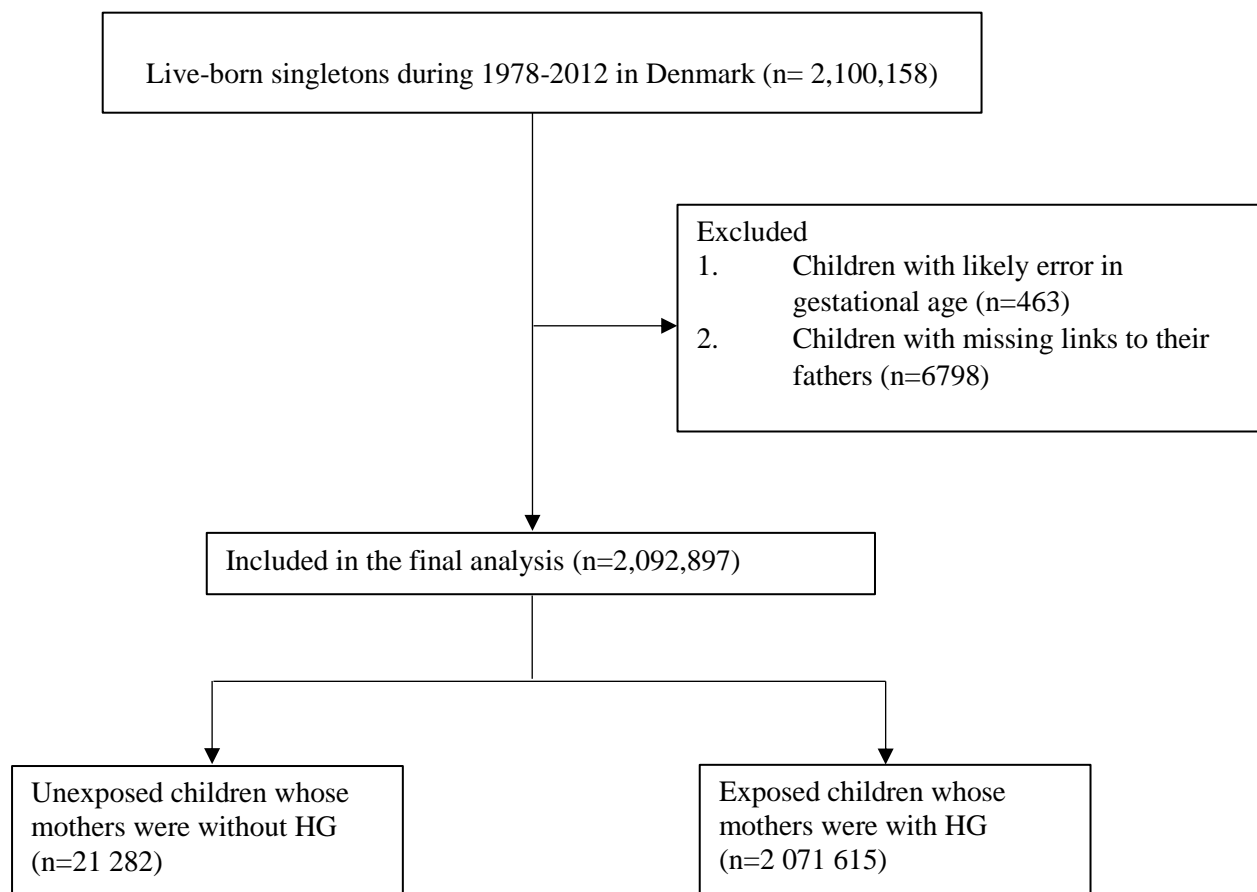 Live-born singletons during 1978-2012 in Denmark (n= 2,100,158)
Excluded
1. Children with likely error in
gestational age (n=463)
2. Children with missing links to their
fathers (n=6798)
Included in the final analysis (n=2,092,897)
Unexposed children whose
mothers were without HG
(n=21 282)
Exposed children whose
mothers were with HG
(n=2 071 615)